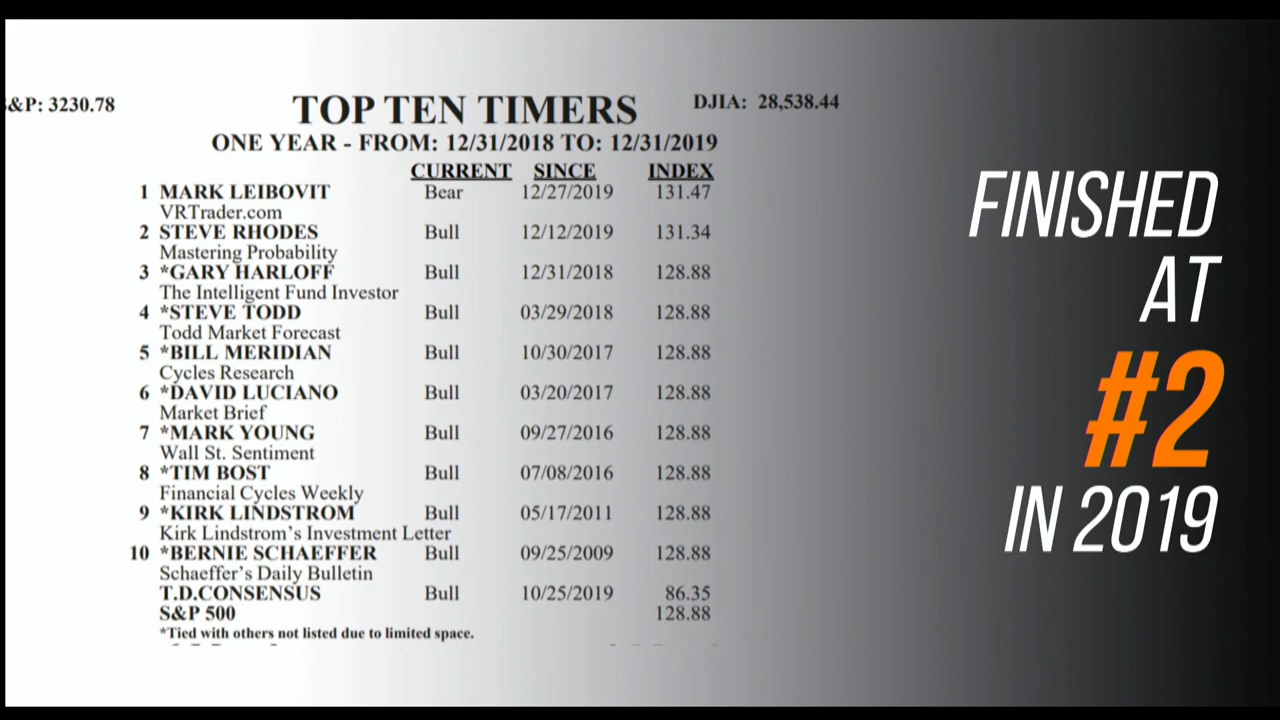 &P: 3230.78
TOP TEN TIMERS
DJIA: 28,538.44
ONE YEAR - FROM: 12/31/2018 TO: 12/31/2019
CURRENT SINCE INDEX
1 MARK LEIBOVIT Bear 12/27/2019 131.47
VRTrader.com
2 STEVE RHODES Bull 12/12/2019 131.34
Mastering Probability
3 *GARY HARLOFF Bull 12/31/2018 128.88
The Intelligent Fund Investor
4 *STEVE TODD Bull 03/29/2018 128.88
Todd Market Forecast
5 *BILL MERIDIAN Bull 10/30/2017 128.88
Cycles Research
6 *DAVID LUCIANO Bull 03/20/2017 128.88
Market Brief
7 *MARK YOUNG Bull 09/27/2016 128.88
Wall St. Sentiment
8 *TIM BOST Bull 07/08/2016 128.88
Financial Cycles Weekly
9 *KIRK LINDSTROM Bull 05/17/2011 128.88
Kirk Lindstrom's Investment Letter
10 *BERNIE SCHAEFFER Bull 09/25/2009 128.88
Schaeffer's Daily Bulletin
T.D.CONSENSUS Bull 10/25/2019 86.35
S&P 500 128.88
*Tied with others not listed due to limited space.
FINISHED
AT
#2
IN 2019